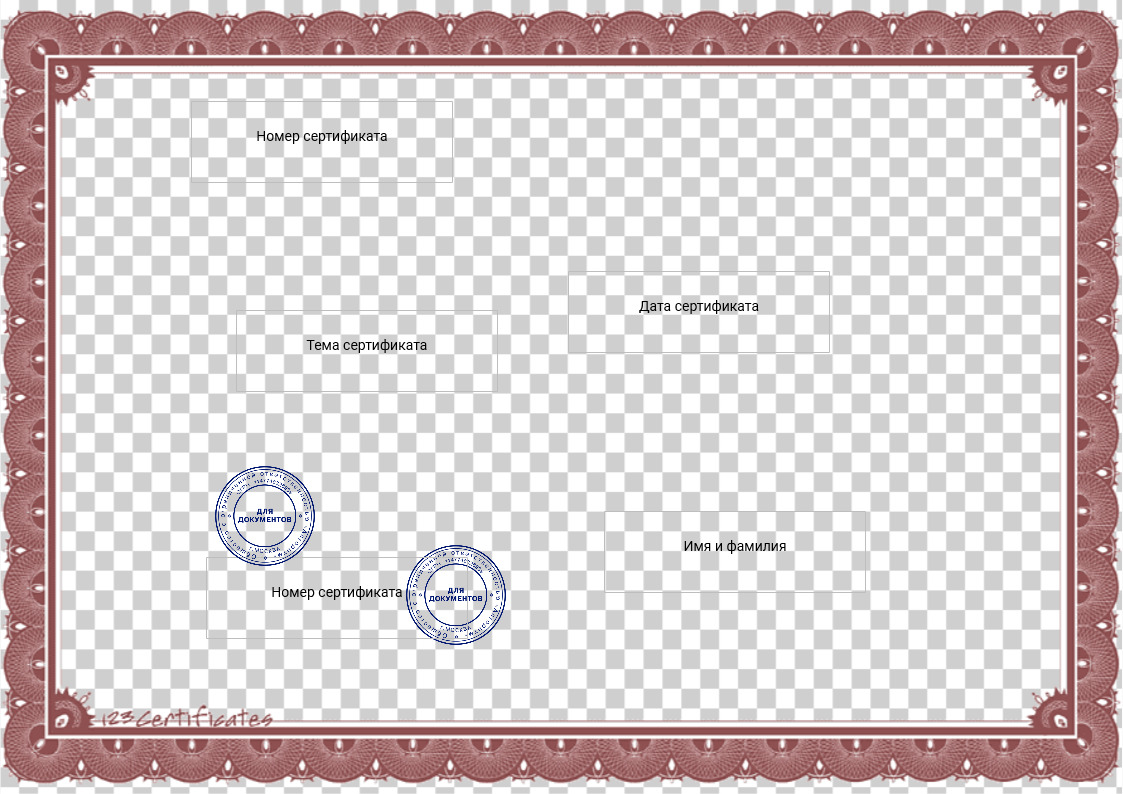 Номер сертификата
Дата сертификата
Тема сертификата
ДЛЯ
ДОКУМЕНТОВ
Имя и фамилия
Номер сертификата
ДЛЯ
ДОКУМЕНТОВ
123Certificates